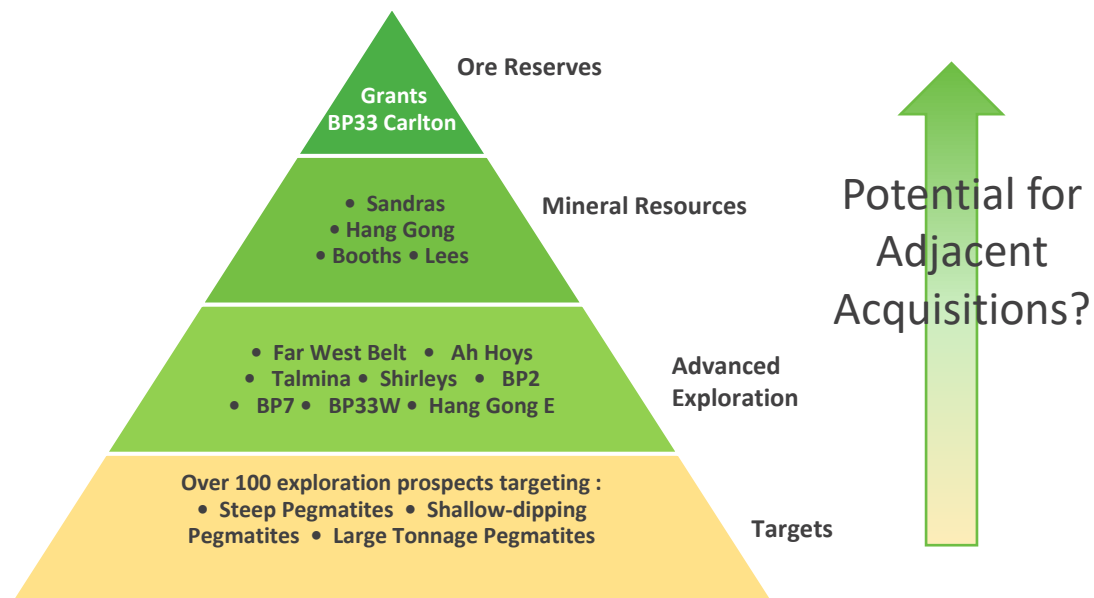 Ore Reserves
Grants
BP33 Carlton
Mineral Resources
• Sandras
• Hang Gong
• Booths • Lees
Advanced
Exploration
• Far West Belt • Ah Hoys
• Talmina • Shirleys • BP2
• BP7 • BP33W • Hang Gong E
Targets
Over 100 exploration prospects targeting :
• Steep Pegmatites • Shallow-dipping
Pegmatites • Large Tonnage Pegmatites
Potential for
Adjacent
Acquisitions?